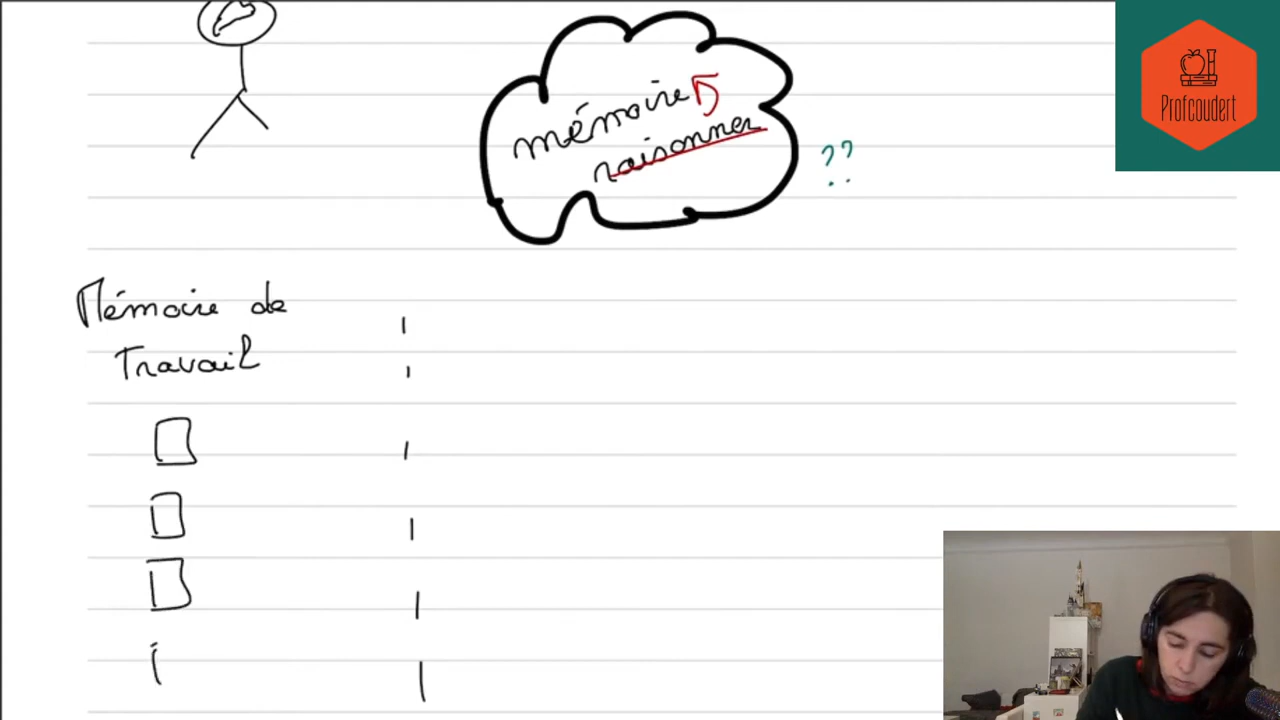 Profcoudert
mémoire
raisonner
??
Mémoire de
Travail